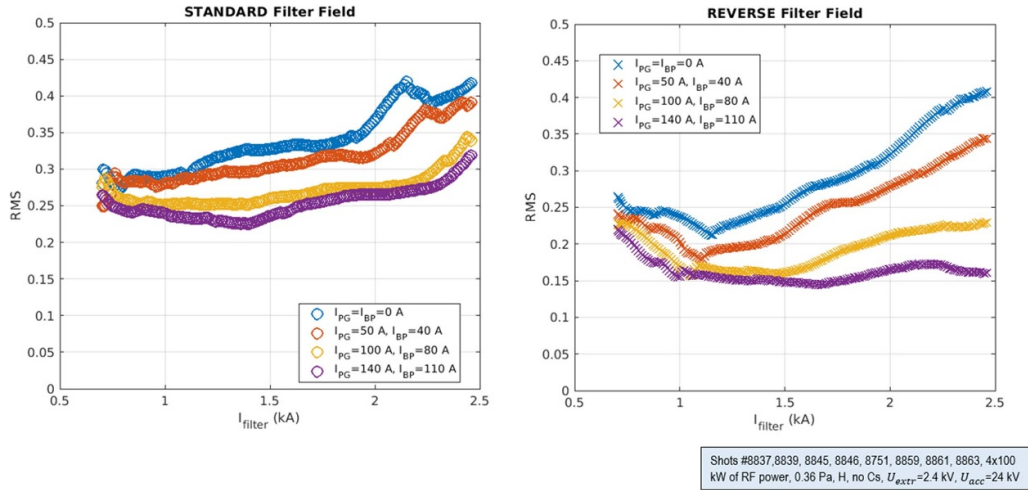 STANDARD Filter Field
0.5
0.45
0.4
0.35
0.3
0.25
0.2
0.15
0.1
0.05
0
RMS
0.5
1
1.5
2
2.5
I_filter (kA)
I_PG=I_BP=0 A
I_PG=50 A, I_BP=40 A
I_PG=100 A, I_BP=80 A
I_PG=140 A, I_BP=110 A
REVERSE Filter Field
0.5
0.45
0.4
0.35
0.3
0.25
0.2
0.15
0.1
0.05
0
RMS
0.5
1
1.5
2
2.5
I_filter (kA)
I_PG=I_BP=0 A
I_PG=50 A, I_BP=40 A
I_PG=100 A, I_BP=80 A
I_PG=140 A, I_BP=110 A
Shots #8837,8839, 8845, 8846, 8751, 8859, 8861, 8863, 4x100
kW of RF power, 0.36 Pa, H, no Cs, U_extr=2.4 kV, U_acc=24 kV